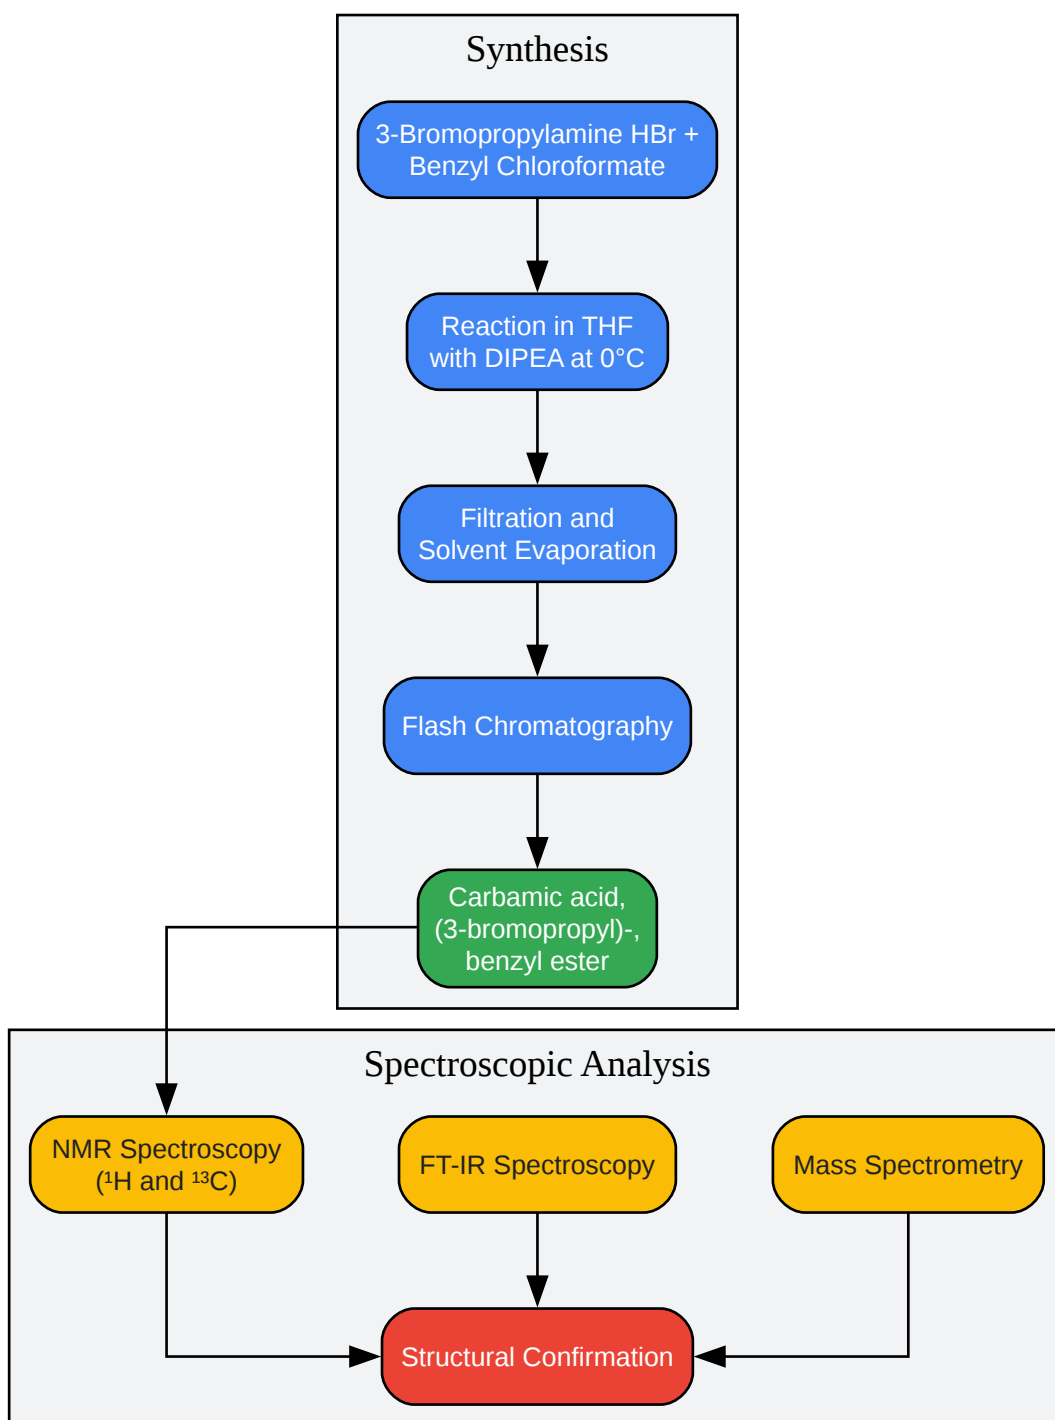 Synthesis
3-Bromopropylamine HBr +
Benzyl Chloroformate
Reaction in THF
with DIPEA at 0°C
Filtration and
Solvent Evaporation
Flash Chromatography
Carbamic acid,
(3-bromopropyl)-,
benzyl ester
Spectroscopic Analysis
NMR Spectroscopy
(¹H and ¹³C)
FT-IR Spectroscopy
Mass Spectrometry
Structural Confirmation